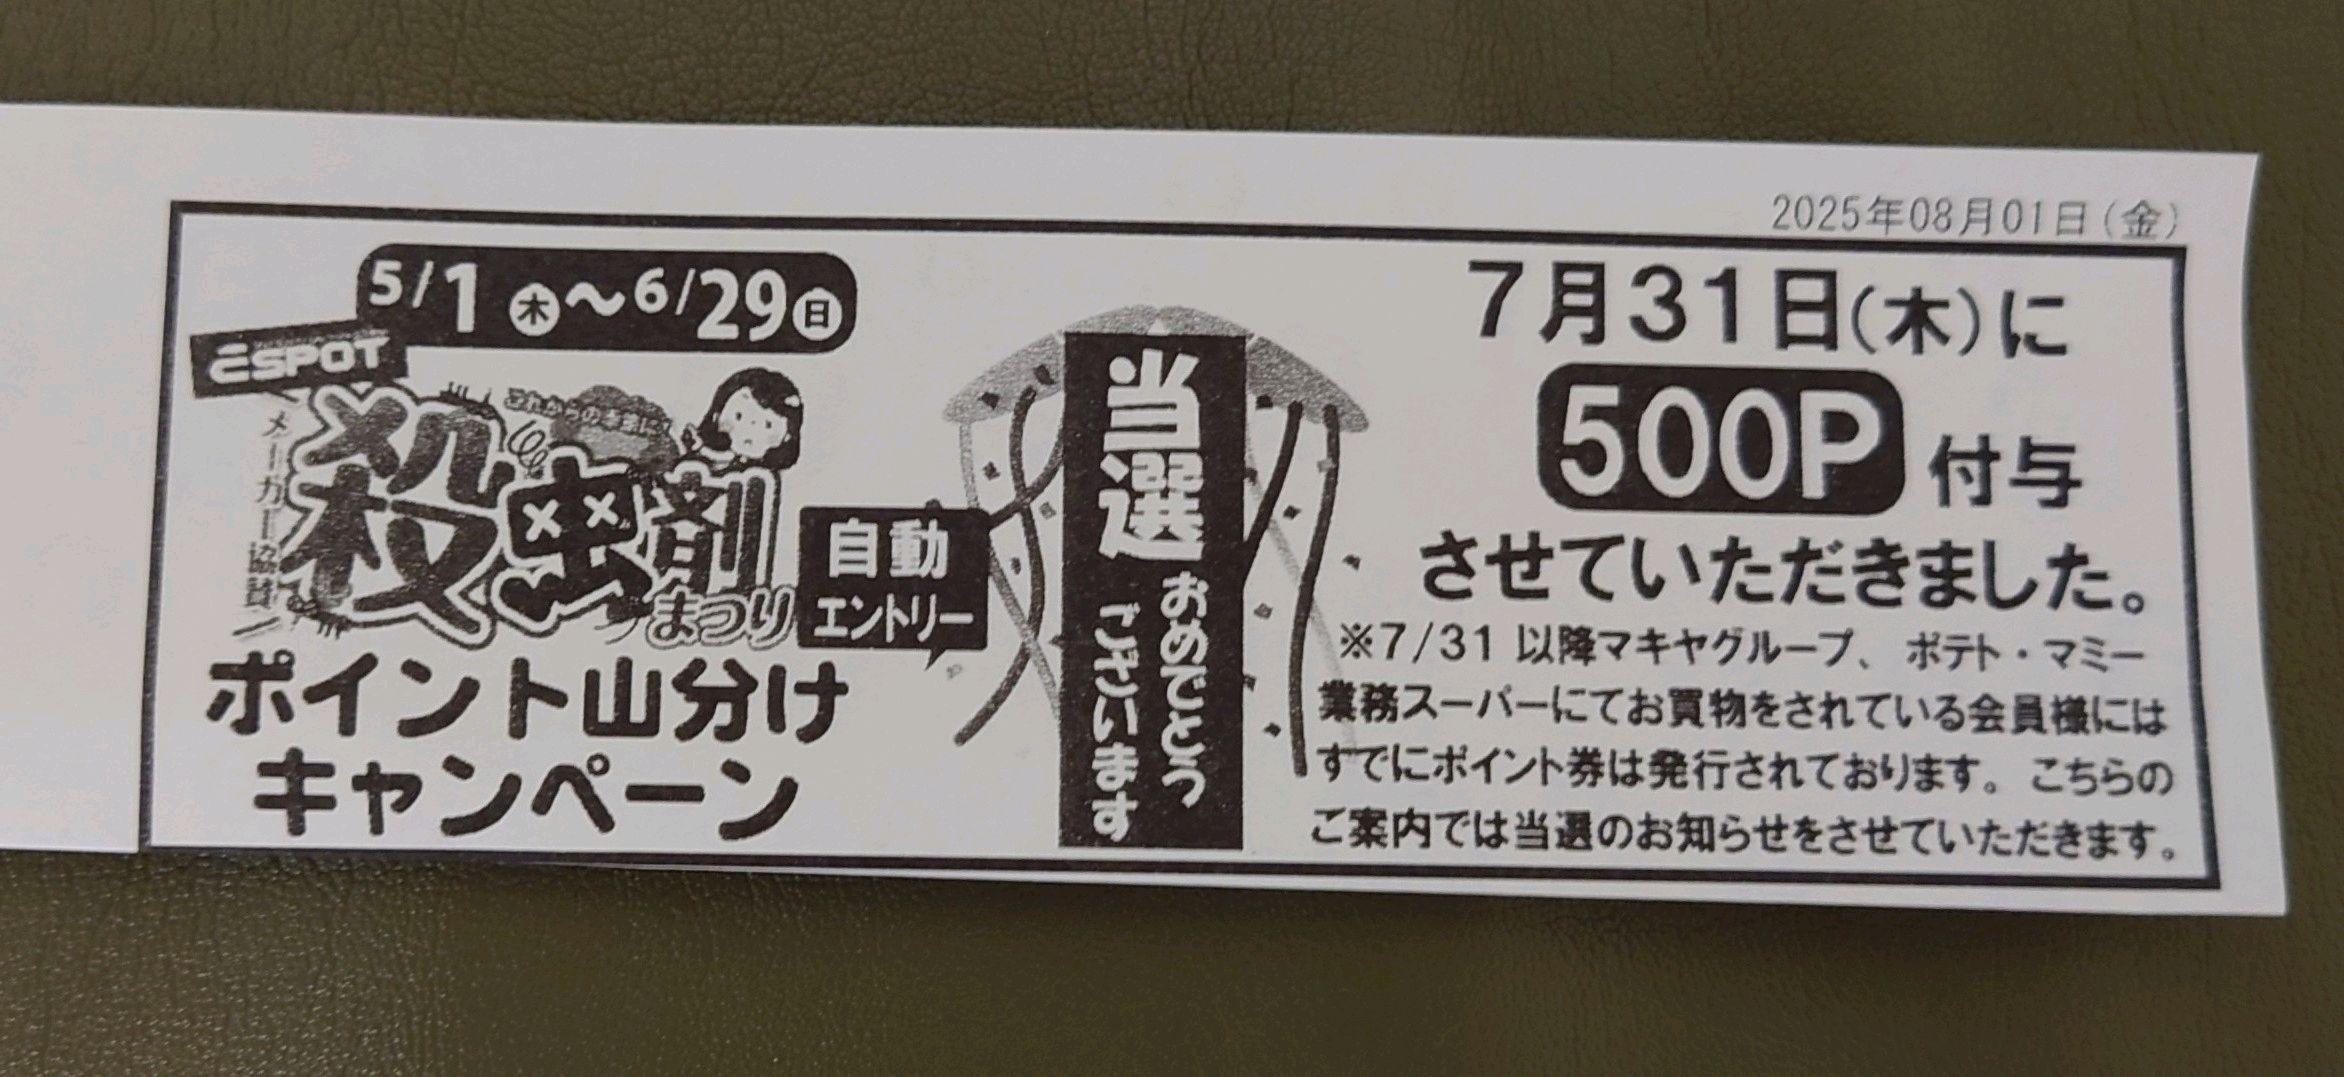 2025年08月01日(金)
5/1(木)〜6/29(日)
ESPOT
メーカー協賛
これからの季節に!
殺虫剤
まつり
自動
エントリー
ポイント山分け
キャンペーン
当選
おめでとう
ございます
7月31日(木)に
500P 付与
させていただきました。
※7/31 以降マキヤグループ、ポテト・マミー
業務スーパーにてお買物をされている会員様には
すでにポイント券は発行されております。こちらの
ご案内では当選のお知らせをさせていただきます。